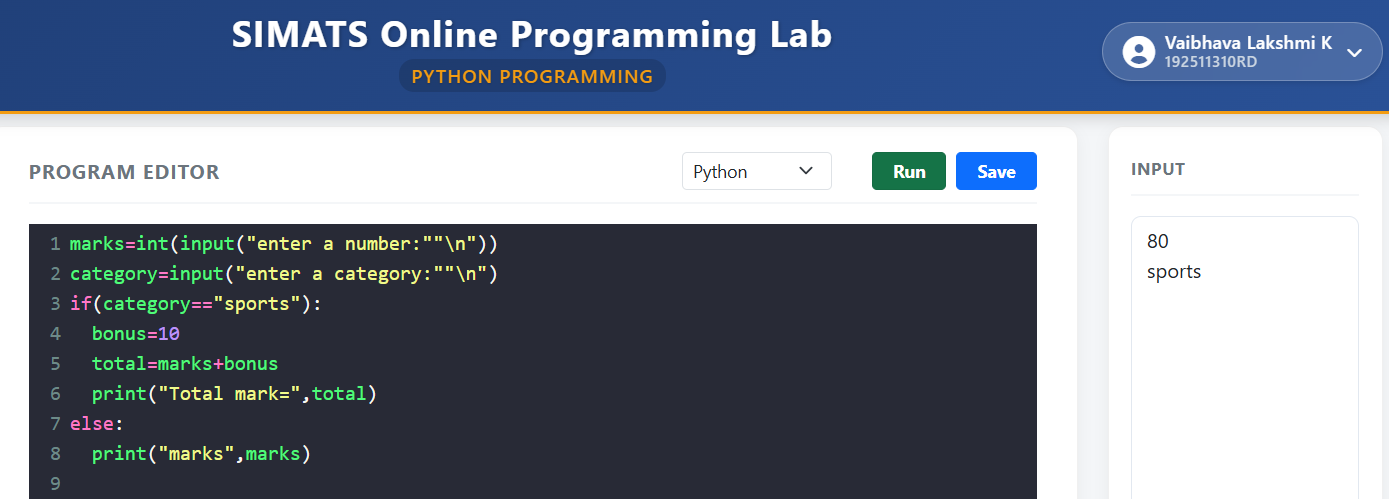 SIMATS Online Programming Lab
PYTHON PROGRAMMING
Vaibhava Lakshmi K
192511310RD
PROGRAM EDITOR
Python
Run
Save
1 marks=int(input("enter a number:""\n"))
2 category=input("enter a category:""\n")
3 if(category=="sports"):
4   bonus=10
5   total=marks+bonus
6   print("Total mark=",total)
7 else:
8   print("marks",marks)
9
INPUT
80
sports